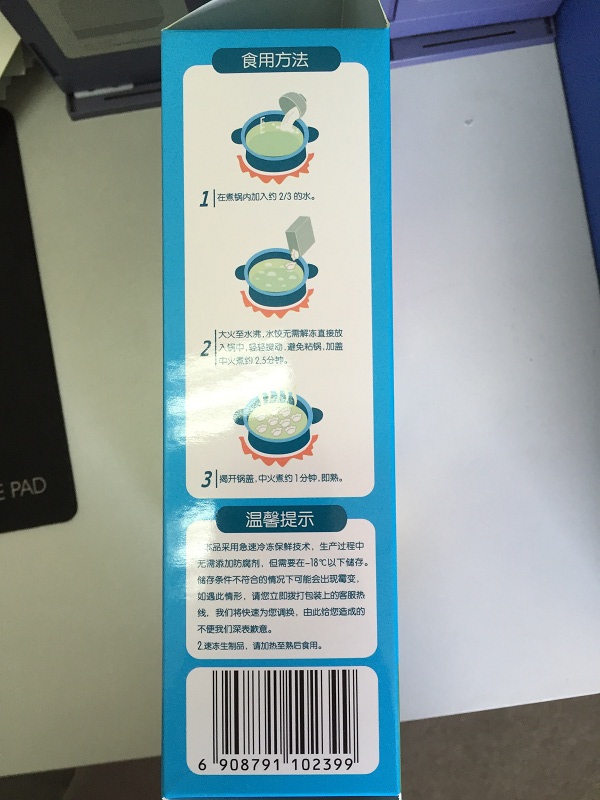 食用方法
1 在煮锅内加入约 2/3 的水。
大火至水沸,水饺无需解冻直接放
2 入锅中,轻轻搅动,避免粘锅,加盖
中火煮约2.5分钟。
3 揭开锅盖,中火煮约1分钟,即熟。
温馨提示
本品采用急速冷冻保鲜技术，生产过程中
无需添加防腐剂，但需要在-18℃以下储存。
储存条件不符合的情况下可能会出现霉变，
如遇此情形，请您立即拨打包装上的客服热
线，我们将快速为您调换，由此给您造成的
不便我们深表歉意。
2.速冻生制品，请加热至熟后食用。
6 908791 102399
E PAD